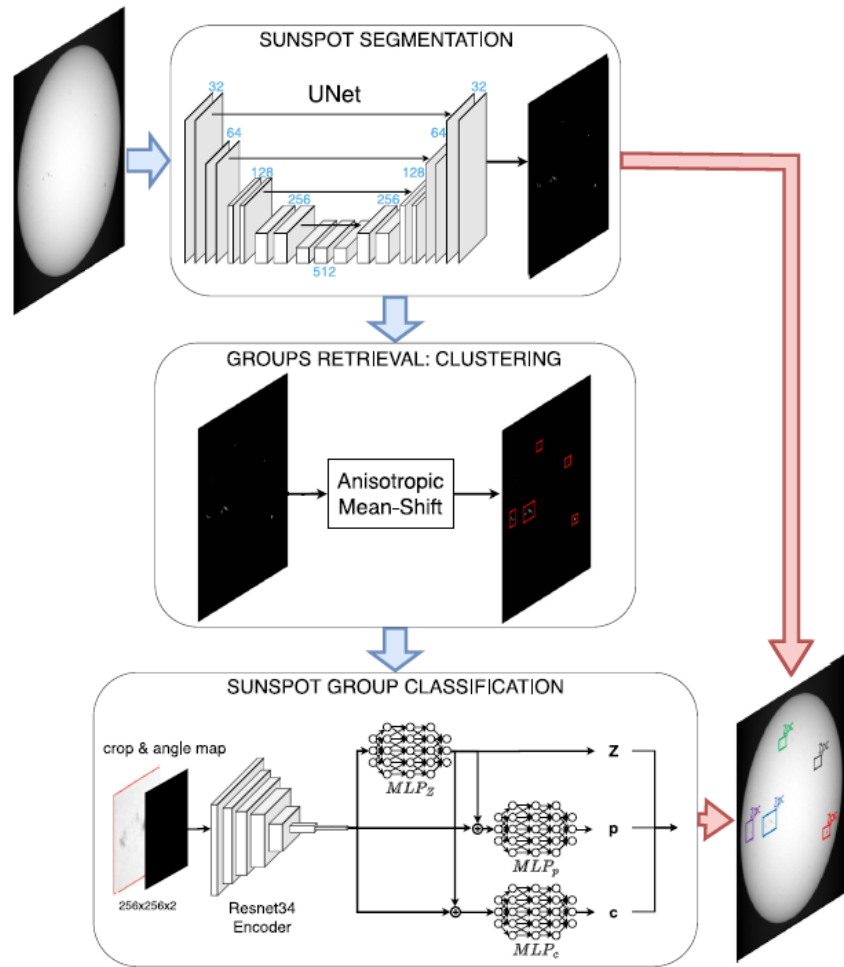 SUNSPOT SEGMENTATION
UNet
32
64
128
256
512
256
128
64
32
GROUPS RETRIEVAL: CLUSTERING
Anisotropic
Mean-Shift
SUNSPOT GROUP CLASSIFICATION
crop & angle map
256x256x2
Resnet34
Encoder
MLP_Z
MLP_p
MLP_c
Z
p
c